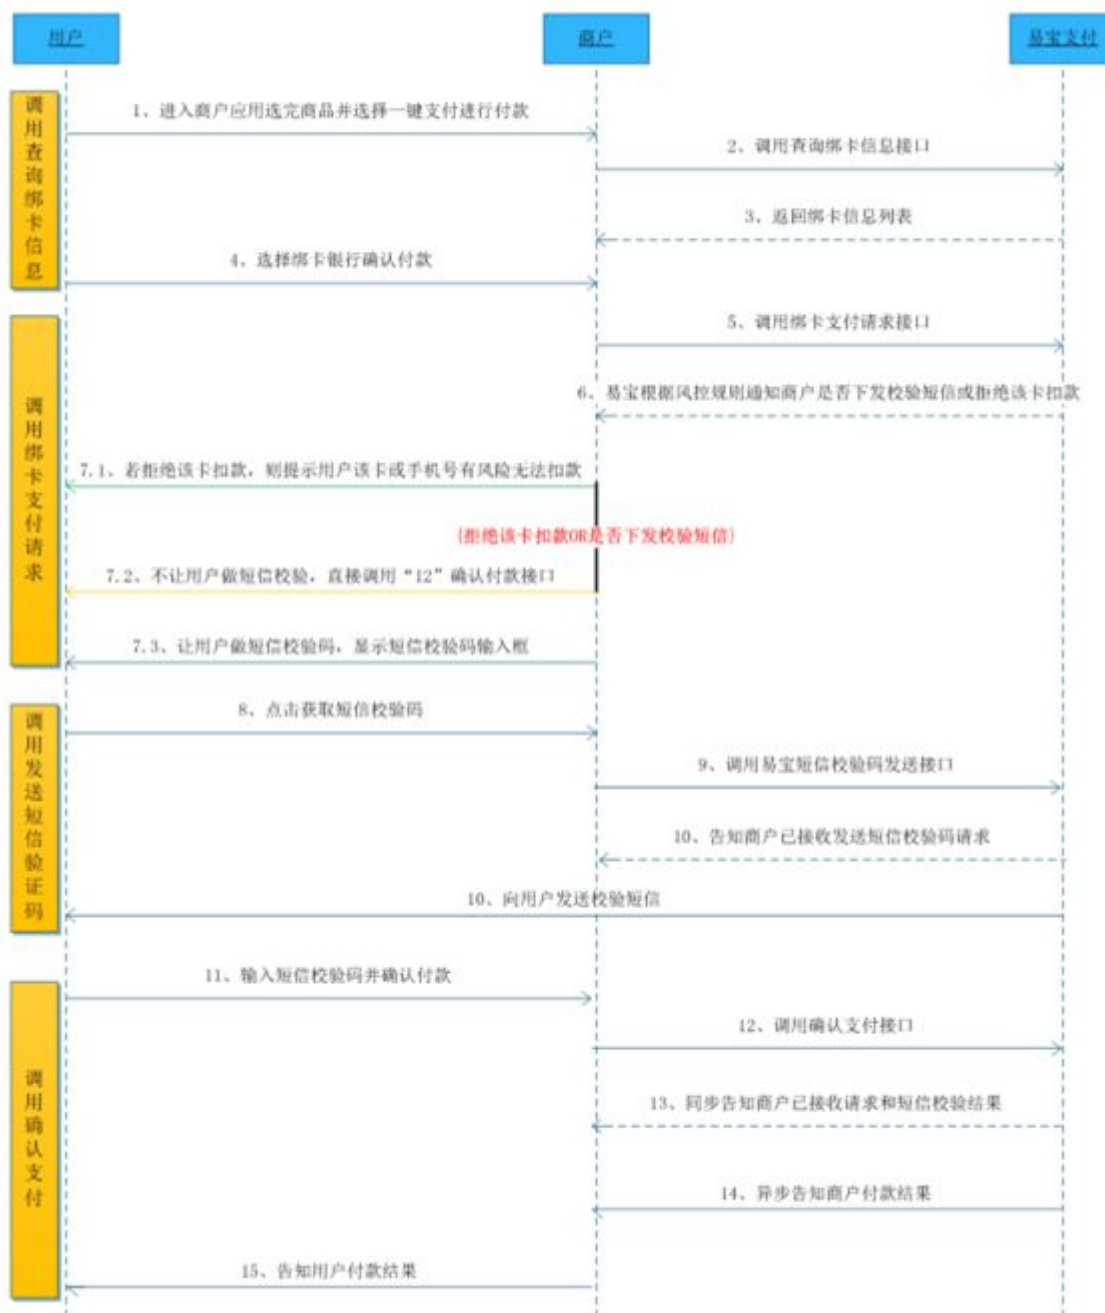 用户
商户
易宝支付
调用查询绑卡信息
1、进入商户应用选完商品并选择一键支付进行付款
2、调用查询绑卡信息接口
3、返回绑卡信息列表
4、选择绑卡银行确认付款
调用绑卡支付请求
5、调用绑卡支付请求接口
6、易宝根据风控规则通知商户是否下发校验短信或拒绝该卡扣款
7.1、若拒绝该卡扣款，则提示用户该卡或手机号有风险无法扣款
{拒绝该卡扣款OR是否下发校验短信}
7.2、不让用户做短信校验，直接调用“12”确认付款接口
7.3、让用户做短信校验码，显示短信校验码输入框
调用发送短信验证码
8、点击获取短信校验码
9、调用易宝短信校验码发送接口
10、告知商户已接收发送短信校验码请求
10、向用户发送校验短信
调用确认支付
11、输入短信校验码并确认付款
12、调用确认支付接口
13、同步告知商户已接收请求和短信校验结果
14、异步告知商户付款结果
15、告知用户付款结果